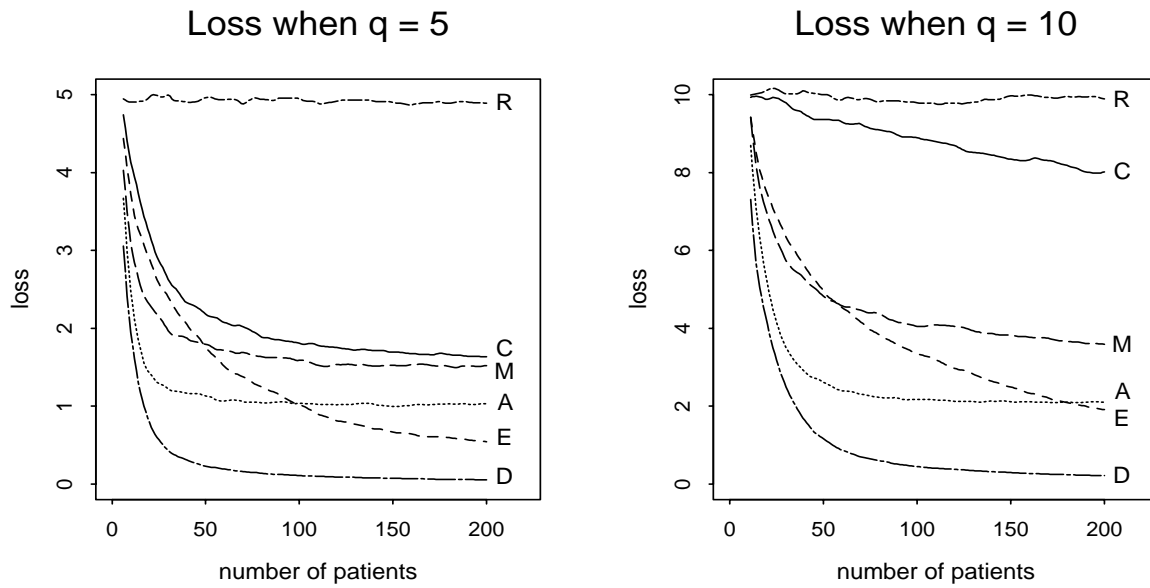 Loss when q = 5
loss
5
4
3
2
1
0
R
C
M
A
E
D
0 50 100 150 200
number of patients
Loss when q = 10
loss
10
8
6
4
2
0
R
C
M
A
E
D
0 50 100 150 200
number of patients